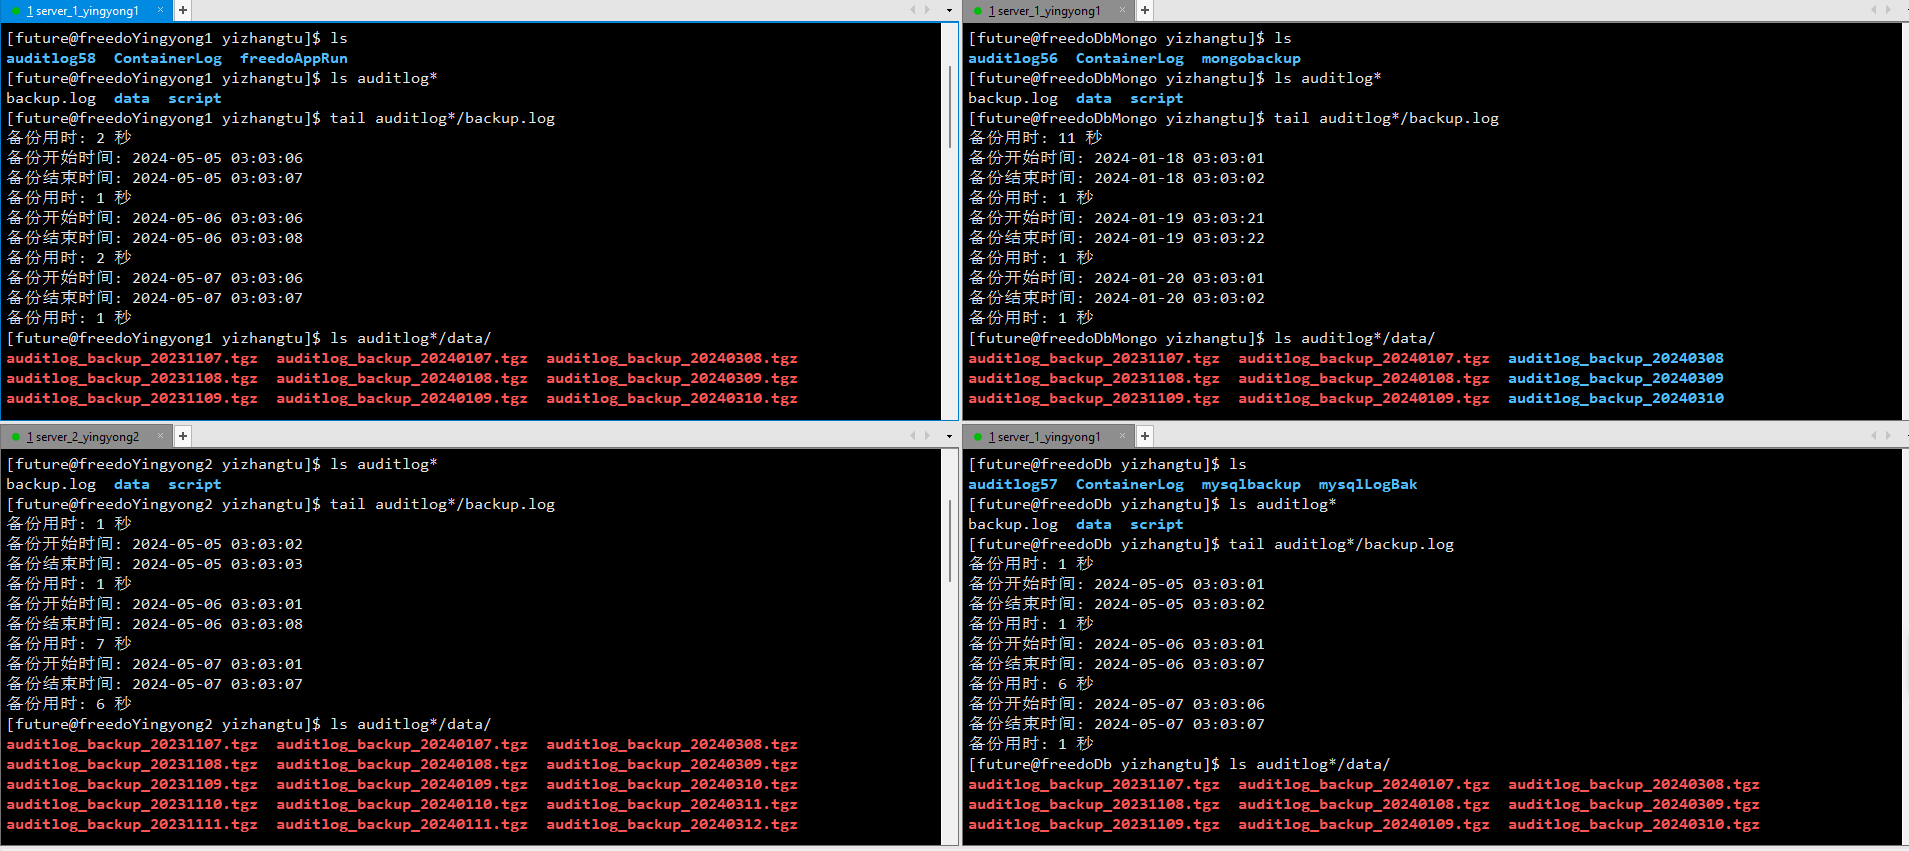 1 server_1_yingyong1 × +
[future@freedoYingyong1 yizhangtu]$ ls
auditlog58 ContainerLog freedoAppRun
[future@freedoYingyong1 yizhangtu]$ ls auditlog*
backup.log data script
[future@freedoYingyong1 yizhangtu]$ tail auditlog*/backup.log
备份用时: 2 秒
备份开始时间: 2024-05-05 03:03:06
备份结束时间: 2024-05-05 03:03:07
备份用时: 1 秒
备份开始时间: 2024-05-06 03:03:06
备份结束时间: 2024-05-06 03:03:08
备份用时: 2 秒
备份开始时间: 2024-05-07 03:03:06
备份结束时间: 2024-05-07 03:03:07
备份用时: 1 秒
[future@freedoYingyong1 yizhangtu]$ ls auditlog*/data/
auditlog_backup_20231107.tgz auditlog_backup_20240107.tgz auditlog_backup_20240308.tgz
auditlog_backup_20231108.tgz auditlog_backup_20240108.tgz auditlog_backup_20240309.tgz
auditlog_backup_20231109.tgz auditlog_backup_20240109.tgz auditlog_backup_20240310.tgz
1 server_1_yingyong1 × +
[future@freedoDbMongo yizhangtu]$ ls
auditlog56 ContainerLog mongobackup
[future@freedoDbMongo yizhangtu]$ ls auditlog*
backup.log data script
[future@freedoDbMongo yizhangtu]$ tail auditlog*/backup.log
备份用时: 11 秒
备份开始时间: 2024-01-18 03:03:01
备份结束时间: 2024-01-18 03:03:02
备份用时: 1 秒
备份开始时间: 2024-01-19 03:03:21
备份结束时间: 2024-01-19 03:03:22
备份用时: 1 秒
备份开始时间: 2024-01-20 03:03:01
备份结束时间: 2024-01-20 03:03:02
备份用时: 1 秒
[future@freedoDbMongo yizhangtu]$ ls auditlog*/data/
auditlog_backup_20231107.tgz auditlog_backup_20240107.tgz auditlog_backup_20240308
auditlog_backup_20231108.tgz auditlog_backup_20240108.tgz auditlog_backup_20240309
auditlog_backup_20231109.tgz auditlog_backup_20240109.tgz auditlog_backup_20240310
1 server_2_yingyong2 × +
[future@freedoYingyong2 yizhangtu]$ ls auditlog*
backup.log data script
[future@freedoYingyong2 yizhangtu]$ tail auditlog*/backup.log
备份用时: 1 秒
备份开始时间: 2024-05-05 03:03:02
备份结束时间: 2024-05-05 03:03:03
备份用时: 1 秒
备份开始时间: 2024-05-06 03:03:01
备份结束时间: 2024-05-06 03:03:08
备份用时: 7 秒
备份开始时间: 2024-05-07 03:03:01
备份结束时间: 2024-05-07 03:03:07
备份用时: 6 秒
[future@freedoYingyong2 yizhangtu]$ ls auditlog*/data/
auditlog_backup_20231107.tgz auditlog_backup_20240107.tgz auditlog_backup_20240308.tgz
auditlog_backup_20231108.tgz auditlog_backup_20240108.tgz auditlog_backup_20240309.tgz
auditlog_backup_20231109.tgz auditlog_backup_20240109.tgz auditlog_backup_20240310.tgz
auditlog_backup_20231110.tgz auditlog_backup_20240110.tgz auditlog_backup_20240311.tgz
auditlog_backup_20231111.tgz auditlog_backup_20240111.tgz auditlog_backup_20240312.tgz
1 server_1_yingyong1 × +
[future@freedoDb yizhangtu]$ ls
auditlog57 ContainerLog mysqlbackup mysqlLogBak
[future@freedoDb yizhangtu]$ ls auditlog*
backup.log data script
[future@freedoDb yizhangtu]$ tail auditlog*/backup.log
备份用时: 1 秒
备份开始时间: 2024-05-05 03:03:01
备份结束时间: 2024-05-05 03:03:02
备份用时: 1 秒
备份开始时间: 2024-05-06 03:03:01
备份结束时间: 2024-05-06 03:03:07
备份用时: 6 秒
备份开始时间: 2024-05-07 03:03:06
备份结束时间: 2024-05-07 03:03:07
备份用时: 1 秒
[future@freedoDb yizhangtu]$ ls auditlog*/data/
auditlog_backup_20231107.tgz auditlog_backup_20240107.tgz auditlog_backup_20240308.tgz
auditlog_backup_20231108.tgz auditlog_backup_20240108.tgz auditlog_backup_20240309.tgz
auditlog_backup_20231109.tgz auditlog_backup_20240109.tgz auditlog_backup_20240310.tgz